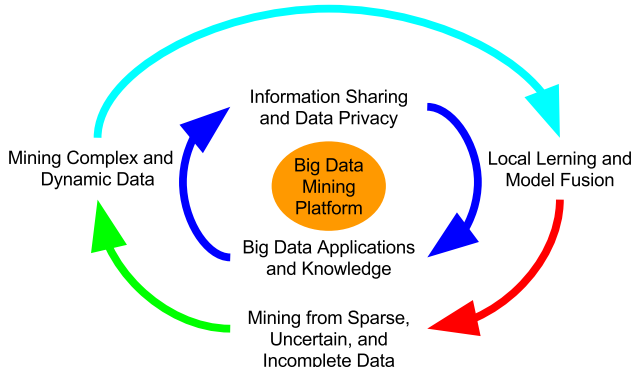 Information Sharing
and Data Privacy
Mining Complex and
Dynamic Data
Big Data
Mining
Platform
Local Lerning and
Model Fusion
Big Data Applications
and Knowledge
Mining from Sparse,
Uncertain, and
Incomplete Data